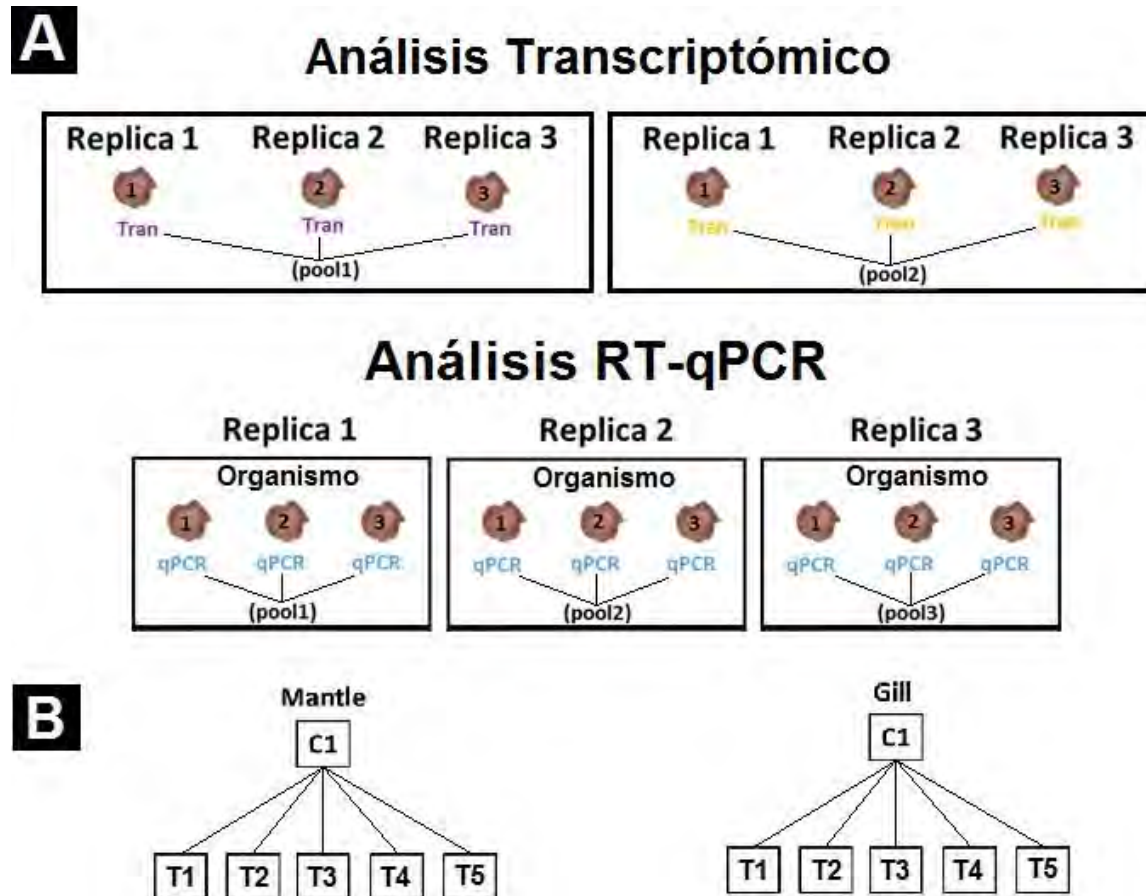 A
Análisis Transcriptómico
Replica 1 Replica 2 Replica 3
1 2 3
Tran Tran Tran
(pool1)
Replica 1 Replica 2 Replica 3
1 2 3
Tran Tran Tran
(pool2)
Análisis RT-qPCR
Replica 1 Replica 2 Replica 3
Organismo
1 2 3
qPCR qPCR qPCR
(pool1)
Organismo
1 2 3
qPCR qPCR qPCR
(pool2)
Organismo
1 2 3
qPCR qPCR qPCR
(pool3)
B
Mantle
C1
T1 T2 T3 T4 T5
Gill
C1
T1 T2 T3 T4 T5